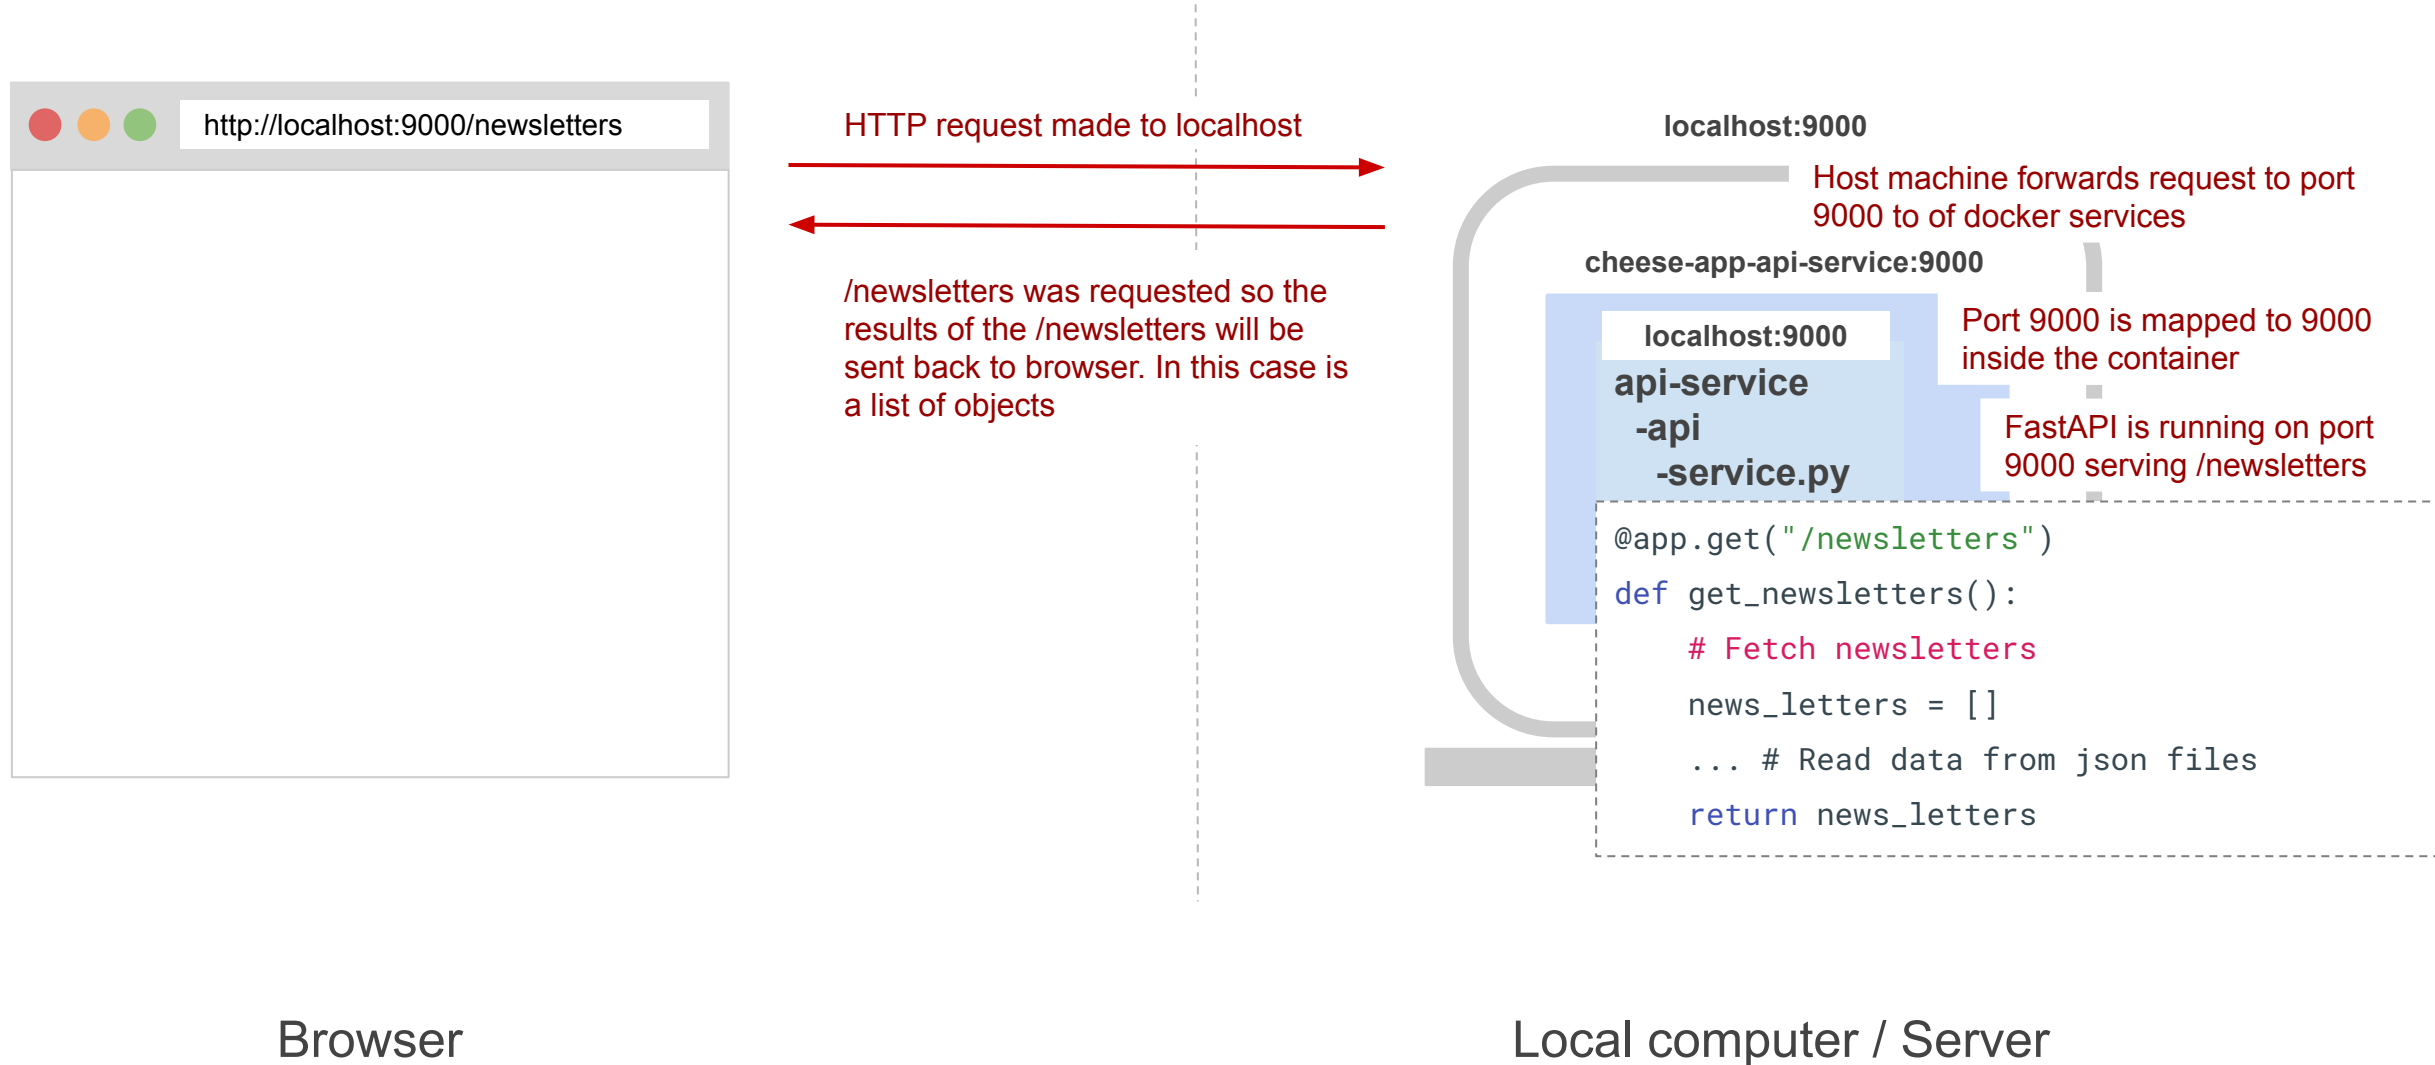 http://localhost:9000/newsletters
HTTP request made to localhost
/newsletters was requested so the
results of the /newsletters will be
sent back to browser. In this case is
a list of objects
localhost:9000
Host machine forwards request to port
9000 to of docker services
cheese-app-api-service:9000
Port 9000 is mapped to 9000
inside the container
localhost:9000
api-service
-api
-service.py
FastAPI is running on port
9000 serving /newsletters
@app.get("/newsletters")
def get_newsletters():
# Fetch newsletters
news_letters = []
... # Read data from json files
return news_letters
Browser
Local computer / Server